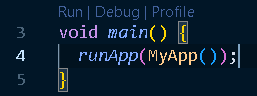 Run | Debug | Profile
3 void main() {
4 runApp(MyApp());
5 }